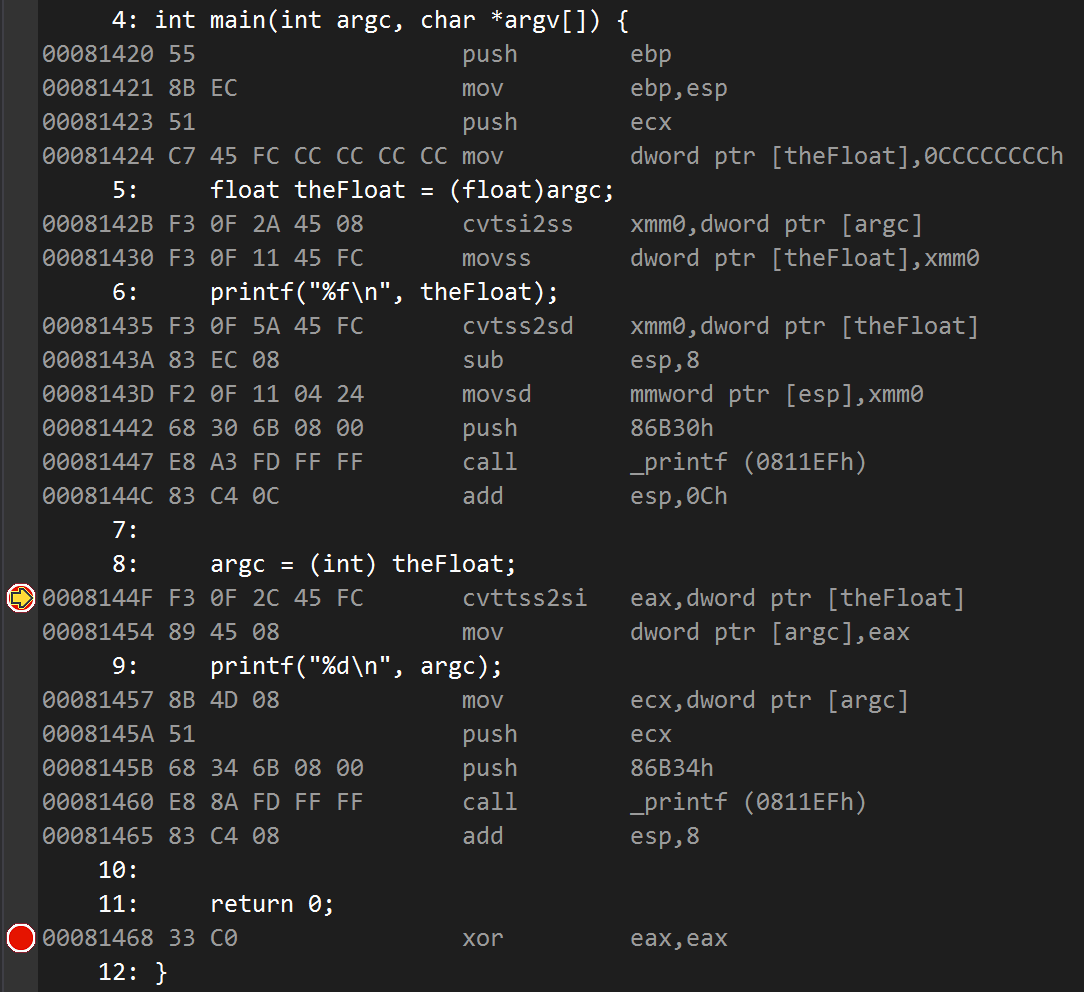 4: int main(int argc, char *argv[]) {
00081420 55 push ebp
00081421 8B EC mov ebp,esp
00081423 51 push ecx
00081424 C7 45 FC CC CC CC CC mov dword ptr [theFloat],0CCCCCCCCh
5: float theFloat = (float)argc;
0008142B F3 0F 2A 45 08 cvtsi2ss xmm0,dword ptr [argc]
00081430 F3 0F 11 45 FC movss dword ptr [theFloat],xmm0
6: printf("%f\n", theFloat);
00081435 F3 0F 5A 45 FC cvtss2sd xmm0,dword ptr [theFloat]
0008143A 83 EC 08 sub esp,8
0008143D F2 0F 11 04 24 movsd mmword ptr [esp],xmm0
00081442 68 30 6B 08 00 push 86B30h
00081447 E8 A3 FD FF FF call _printf (0811EFh)
0008144C 83 C4 0C add esp,0Ch
7:
8: argc = (int) theFloat;
0008144F F3 0F 2C 45 FC cvttss2si eax,dword ptr [theFloat]
00081454 89 45 08 mov dword ptr [argc],eax
9: printf("%d\n", argc);
00081457 8B 4D 08 mov ecx,dword ptr [argc]
0008145A 51 push ecx
0008145B 68 34 6B 08 00 push 86B34h
00081460 E8 8A FD FF FF call _printf (0811EFh)
00081465 83 C4 08 add esp,8
10:
11: return 0;
00081468 33 C0 xor eax,eax
12: }